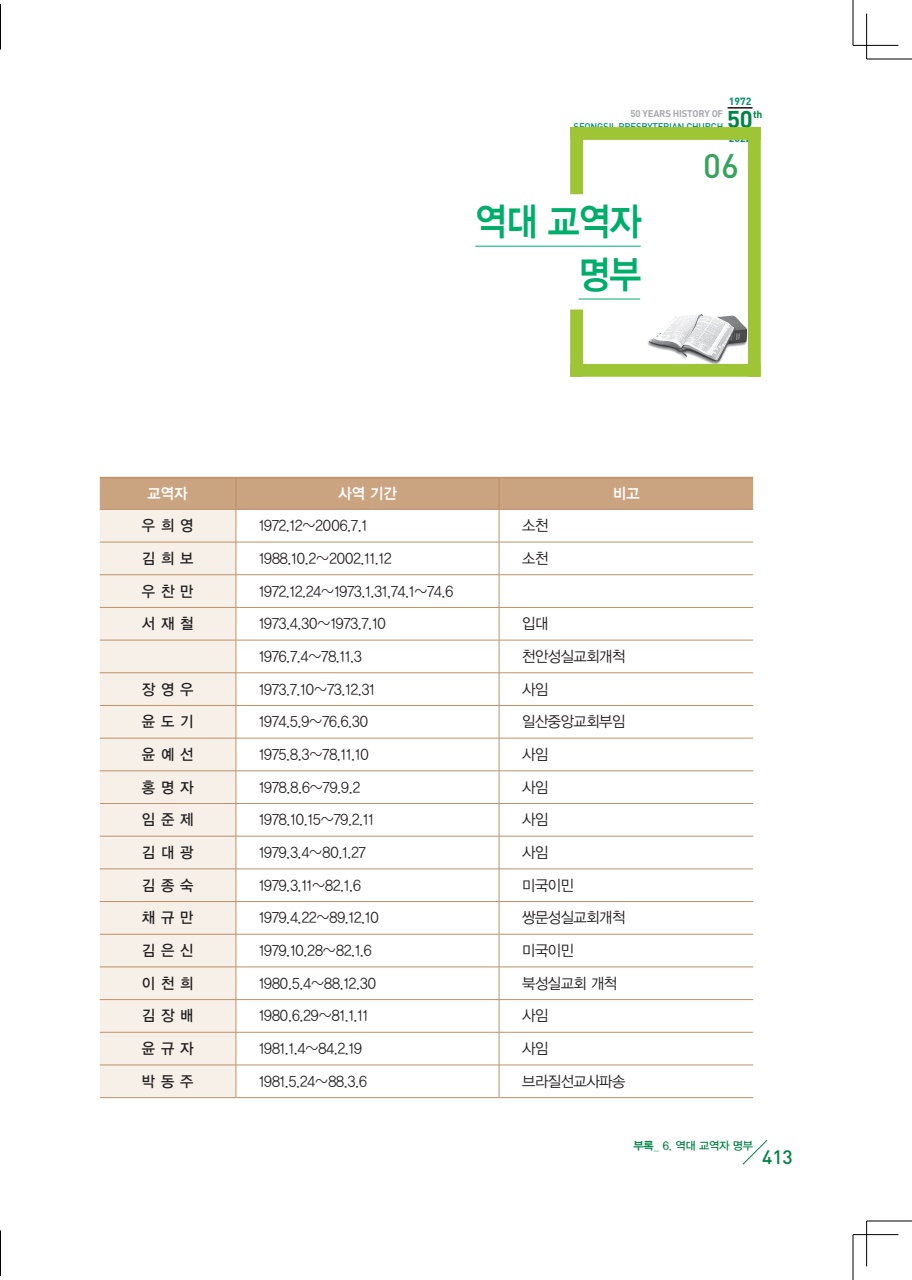 1972
50 YEARS HISTORY OF 50th
SEONGSIL PRESBYTERIAN CHURCH
06
역대 교역자
명부
교역자 사역 기간 비고
우 희 영 1972.12~2006.7.1 소천
김 희 보 1988.10.2~2002.11.12 소천
우 찬 만 1972.12.24~1973.1.31,74.1~74.6
서 재 철 1973.4.30~1973.7.10 입대
1976.7.4~78.11.3 천안성실교회개척
장 영 우 1973.7.10~73.12.31 사임
윤 도 기 1974.5.9~76.6.30 일산중앙교회부임
윤 예 선 1975.8.3~78.11.10 사임
홍 명 자 1978.8.6~79.9.2 사임
임 준 제 1978.10.15~79.2.11 사임
김 대 광 1979.3.4~80.1.27 사임
김 종 숙 1979.3.11~82.1.6 미국이민
채 규 만 1979.4.22~89.12.10 쌍문성실교회개척
김 은 신 1979.10.28~82.1.6 미국이민
이 천 희 1980.5.4~88.12.30 북성실교회 개척
김 장 배 1980.6.29~81.1.11 사임
윤 규 자 1981.1.4~84.2.19 사임
박 동 주 1981.5.24~88.3.6 브라질선교사파송
부록_ 6. 역대 교역자 명부 413